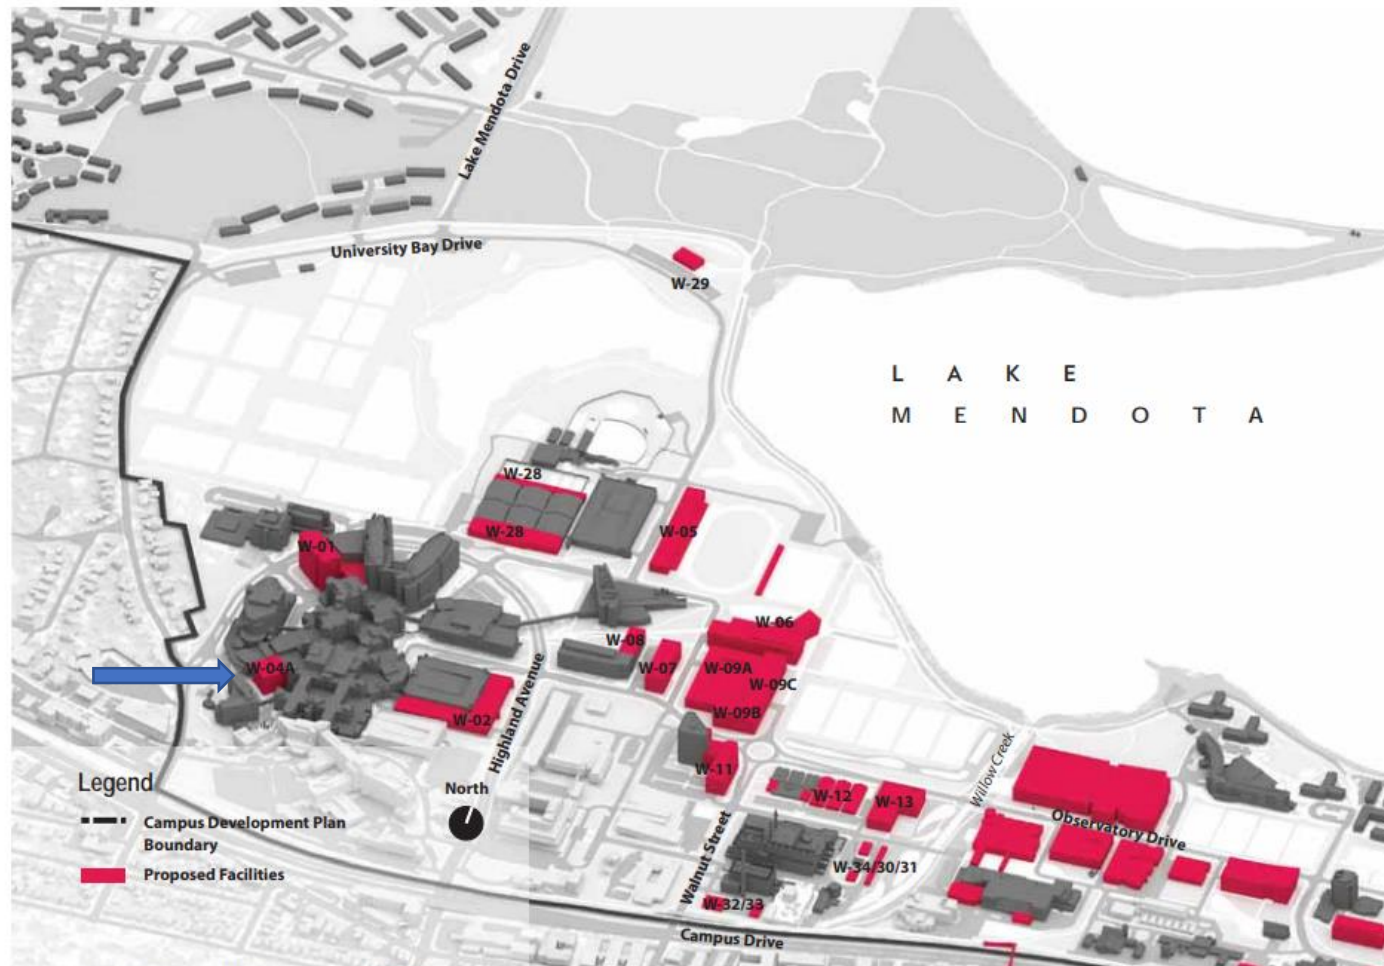 Lake Mendota Drive
University Bay Drive
W-29
L A K E
M E N D O T A
W-28
W-28
W-05
W-01
W-06
W-08
W-07
W-09A
W-04A
W-09C
W-09B
W-02
Highland Avenue
W-11
Willow Creek
W-12
W-13
Observatory Drive
Walnut Street
W-34/30/31
W-32/33
Campus Drive
Legend
North
Campus Development Plan
Boundary
Proposed Facilities